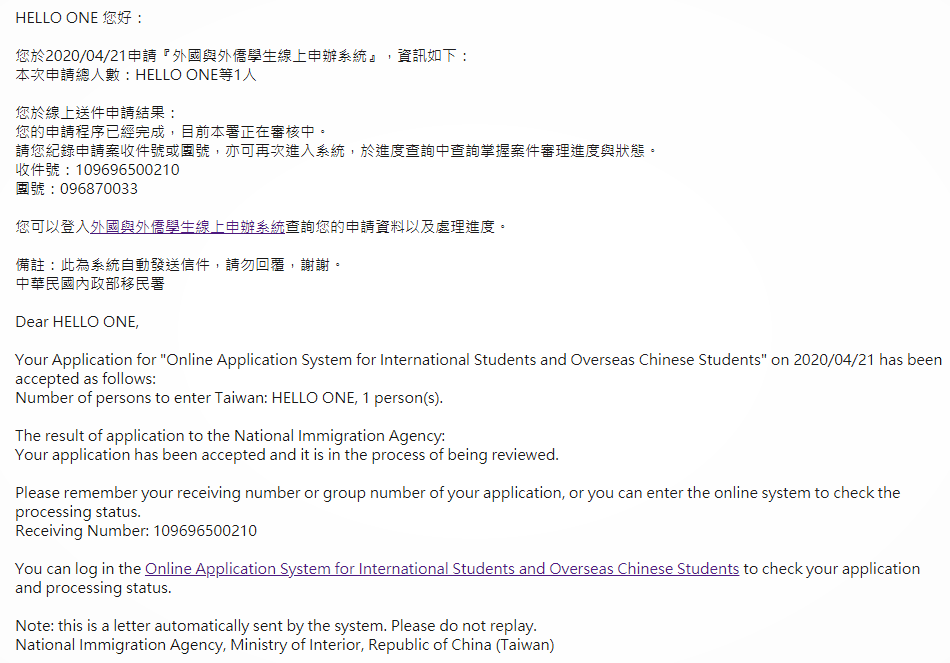 HELLO ONE 您好：
您於2020/04/21申請『外國與外僑學生線上申辦系統』，資訊如下：
本次申請總人數：HELLO ONE等1人
您於線上送件申請結果：
您的申請程序已經完成，目前本署正在審核中。
請您紀錄申請案收件號或團號，亦可再次進入系統，於進度查詢中查詢掌握案件審理進度與狀態。
收件號：109696500210
團號：096870033
您可以登入外國與外僑學生線上申辦系統查詢您的申請資料以及處理進度。
備註：此為系統自動發送信件，請勿回覆，謝謝。
中華民國內政部移民署
Dear HELLO ONE,
Your Application for "Online Application System for International Students and Overseas Chinese Students" on 2020/04/21 has been
accepted as follows:
Number of persons to enter Taiwan: HELLO ONE, 1 person(s).
The result of application to the National Immigration Agency:
Your application has been accepted and it is in the process of being reviewed.
Please remember your receiving number or group number of your application, or you can enter the online system to check the
processing status.
Receiving Number: 109696500210
You can log in the Online Application System for International Students and Overseas Chinese Students to check your application
and processing status.
Note: this is a letter automatically sent by the system. Please do not replay.
National Immigration Agency, Ministry of Interior, Republic of China (Taiwan)